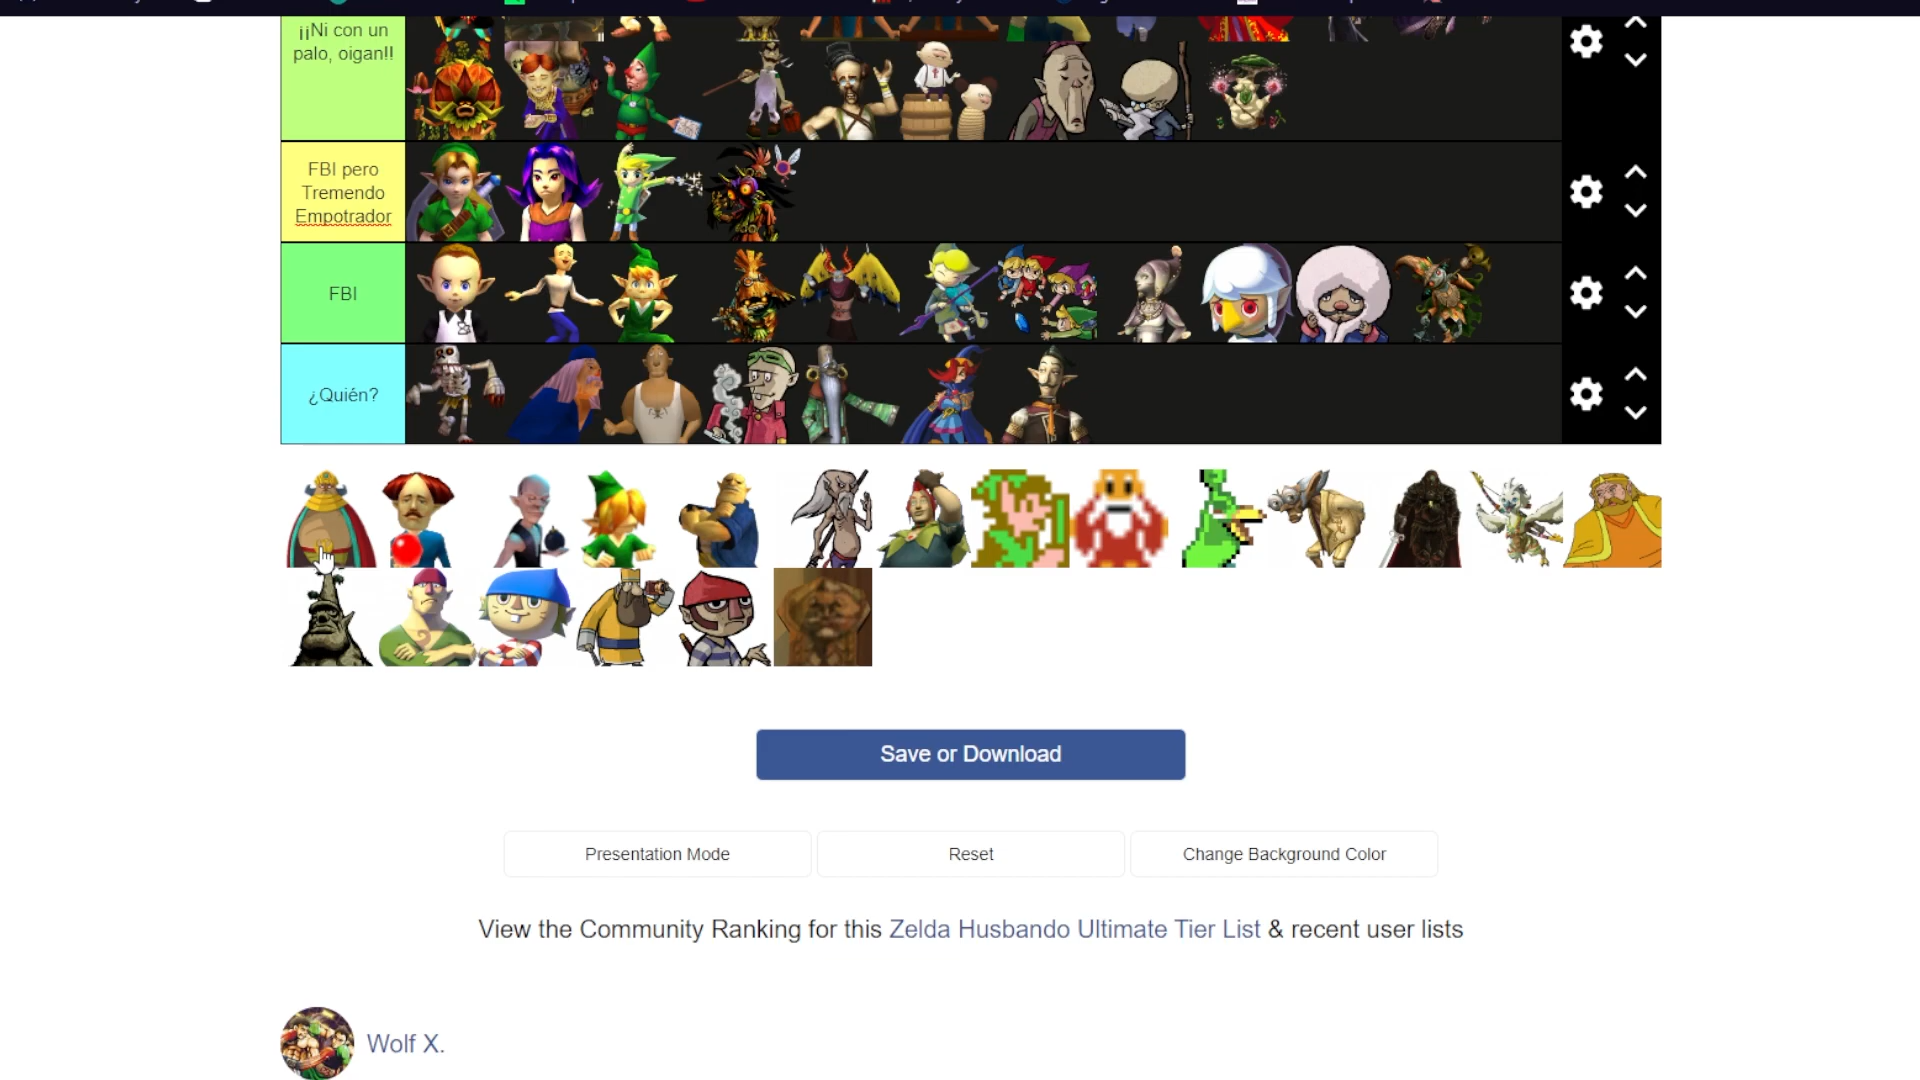 ¡¡Ni con un
palo, oigan!!
FBI pero
Tremendo
Empotrador
FBI
¿Quién?
Save or Download
Presentation Mode
Reset
Change Background Color
View the Community Ranking for this Zelda Husbando Ultimate Tier List & recent user lists
Wolf X.